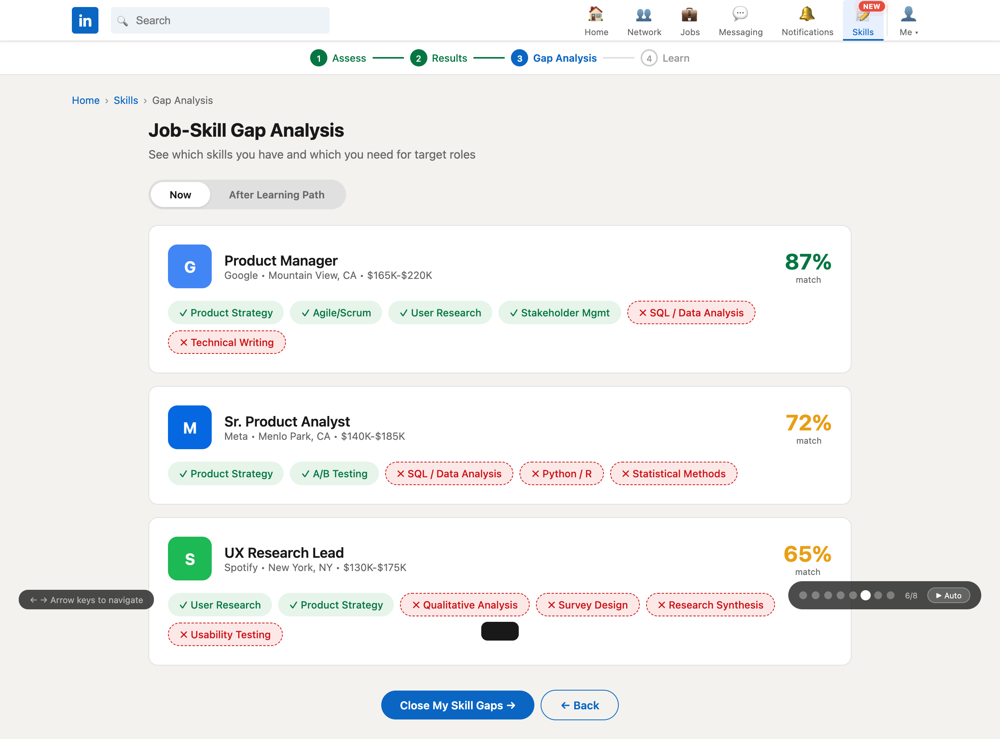 in
Search
Home
Network
Jobs
Messaging
Notifications
NEW
Skills
Me ▾
1 Assess
2 Results
3 Gap Analysis
4 Learn
Home › Skills › Gap Analysis
Job-Skill Gap Analysis
See which skills you have and which you need for target roles
Now
After Learning Path
G
Product Manager
Google • Mountain View, CA • $165K-$220K
87%
match
✓ Product Strategy
✓ Agile/Scrum
✓ User Research
✓ Stakeholder Mgmt
✕ SQL / Data Analysis
✕ Technical Writing
M
Sr. Product Analyst
Meta • Menlo Park, CA • $140K-$185K
72%
match
✓ Product Strategy
✓ A/B Testing
✕ SQL / Data Analysis
✕ Python / R
✕ Statistical Methods
S
UX Research Lead
Spotify • New York, NY • $130K-$175K
65%
match
← → Arrow keys to navigate
6/8
▶ Auto
✓ User Research
✓ Product Strategy
✕ Qualitative Analysis
✕ Survey Design
✕ Research Synthesis
✕ Usability Testing
Close My Skill Gaps →
← Back